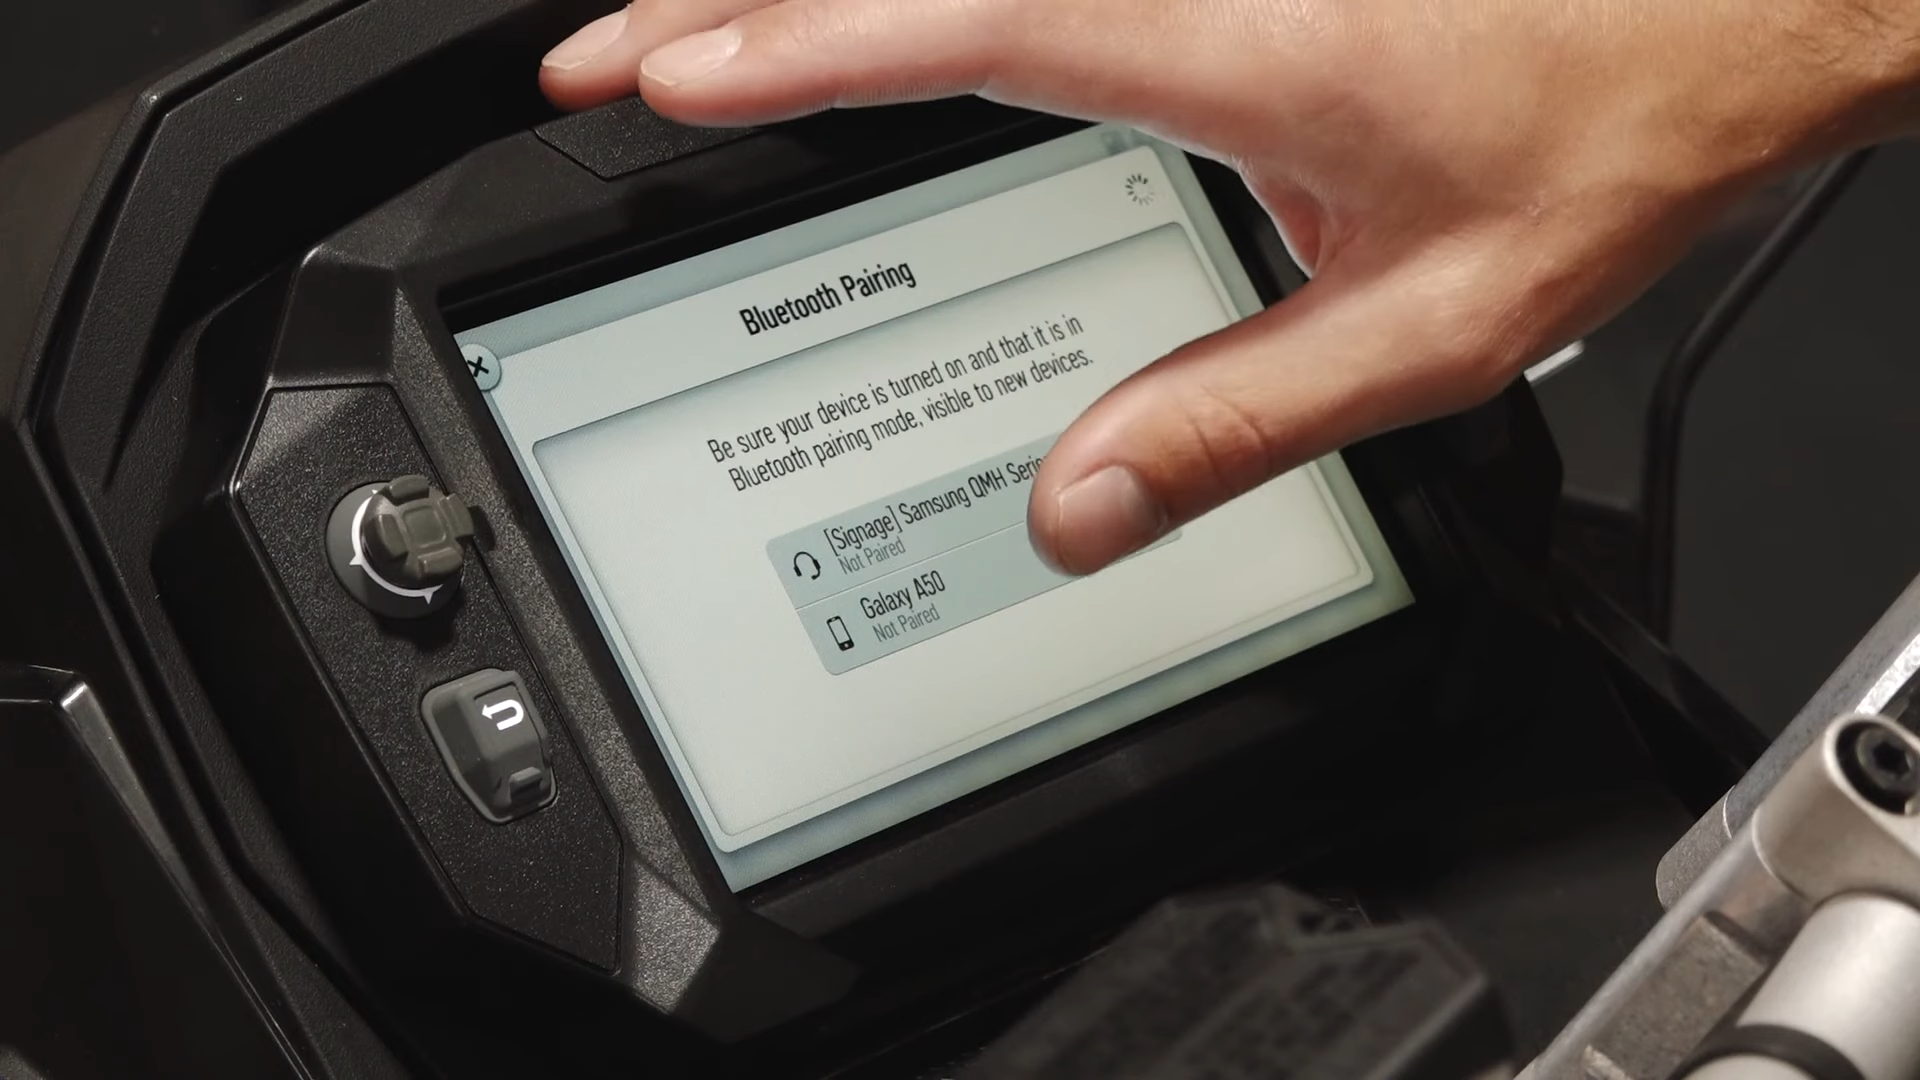 Bluetooth Pairing
Be sure your device is turned on and that it is in
Bluetooth pairing mode, visible to new devices.
[Signage] Samsung QMH Serie
Not Paired
Galaxy A50
Not Paired